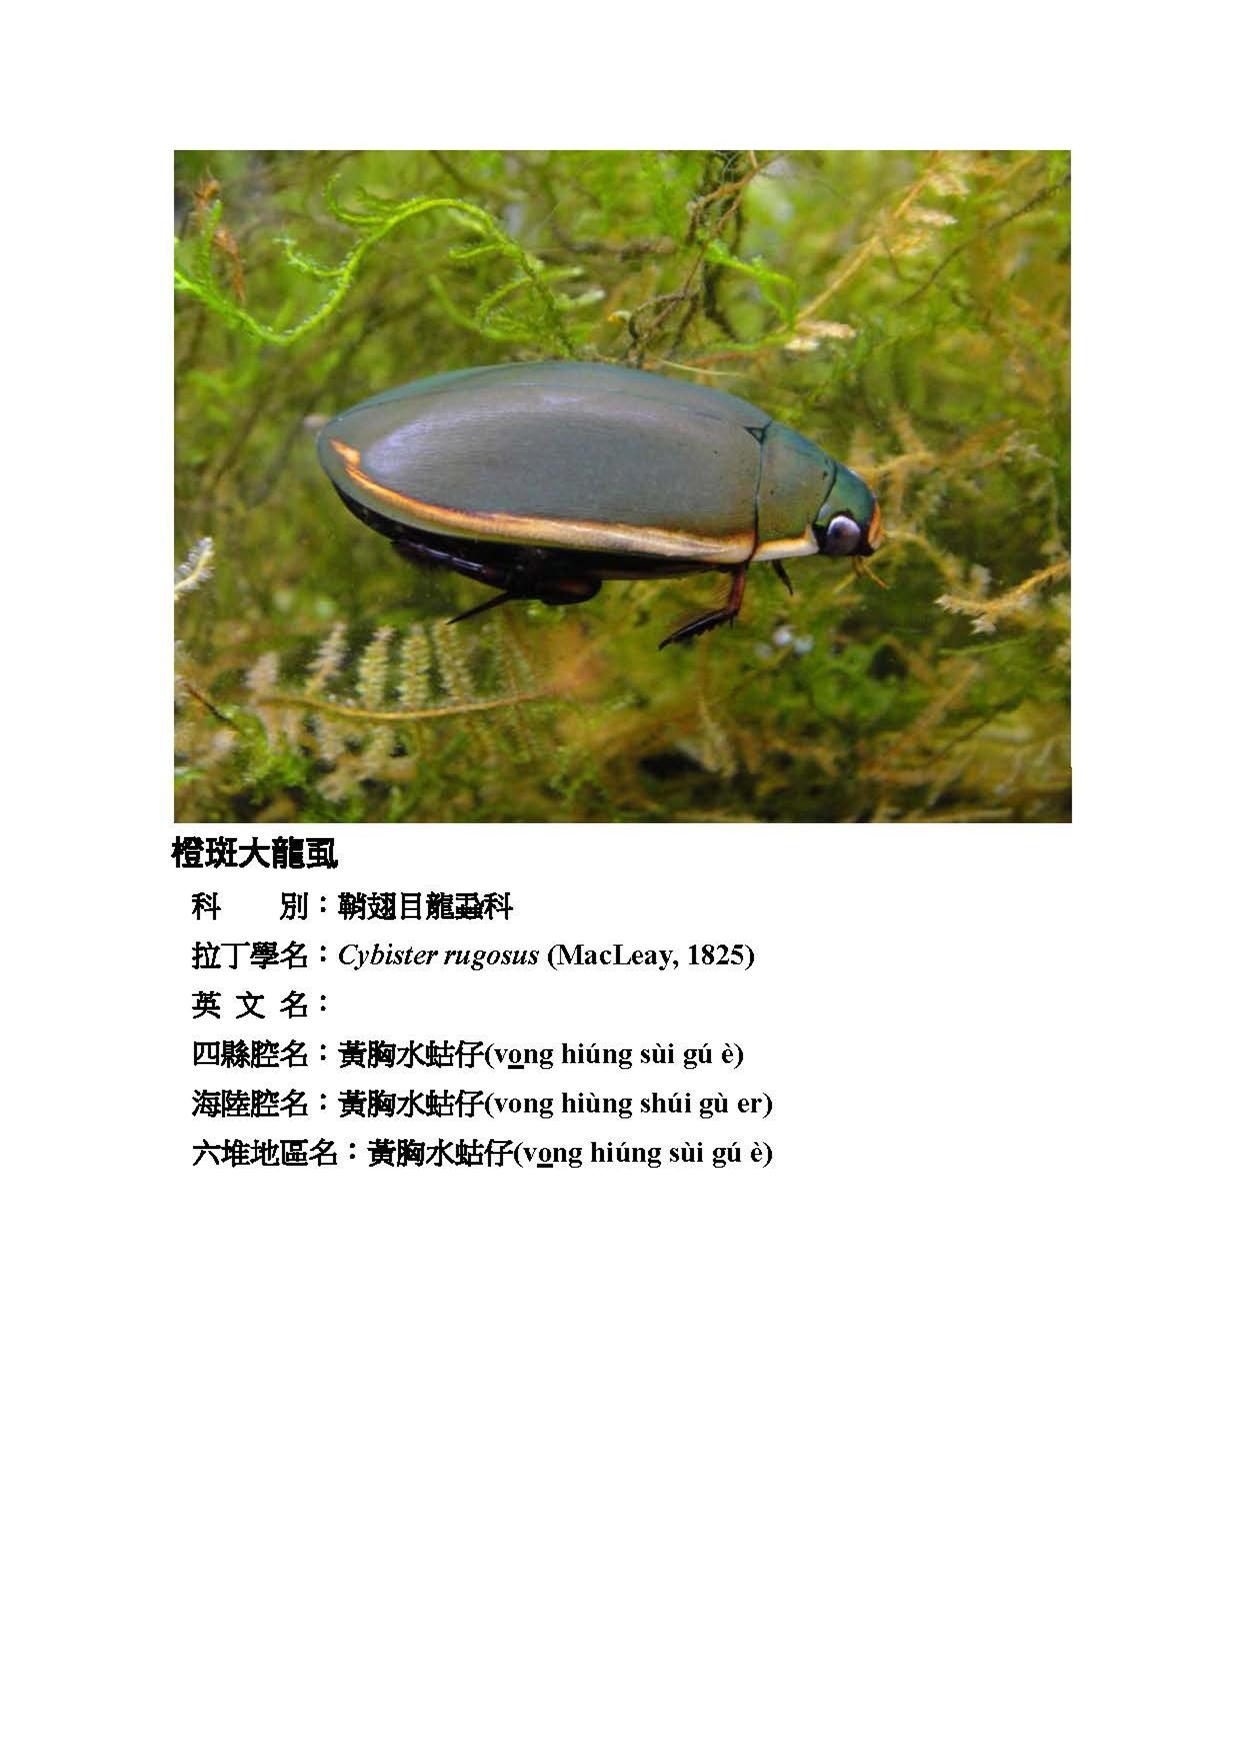 橙斑大龍虱
科　　別：鞘翅目龍蝨科
拉丁學名：Cybister rugosus (MacLeay, 1825)
英 文 名：
四縣腔名：黃胸水蛄仔(vong hiúng sùi gú è)
海陸腔名：黃胸水蛄仔(vong hiùng shúi gù er)
六堆地區名：黃胸水蛄仔(vong hiúng sùi gú è)